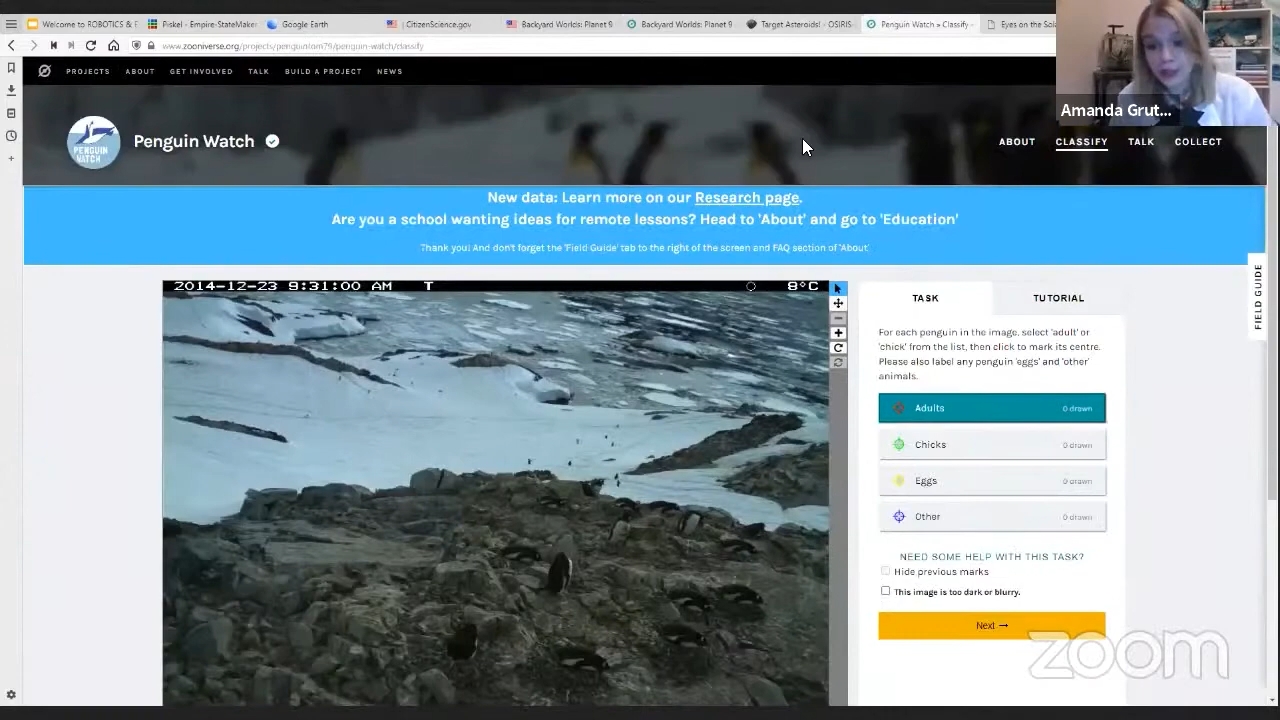 Welcome to ROBOTICS & E
Piskel - Empire-StateMaker
Google Earth
CitizenScience.gov
Backyard Worlds: Planet 9
Backyard Worlds: Planet 9
Target Asteroids! - OSIRI
Penguin Watch » Classify -
Eyes on the Sola
www.zooniverse.org/projects/penguintom79/penguin-watch/classify
PROJECTS ABOUT GET INVOLVED TALK BUILD A PROJECT NEWS
Amanda Grut...
PENGUIN
WATCH
Penguin Watch
ABOUT CLASSIFY TALK COLLECT
New data: Learn more on our Research page.
Are you a school wanting ideas for remote lessons? Head to 'About' and go to 'Education'
Thank you! And don't forget the 'Field Guide' tab to the right of the screen and FAQ section of 'About'
FIELD GUIDE
2014-12-23 9:31:00 AM T 8°C
TASK TUTORIAL
For each penguin in the image, select 'adult' or
'chick' from the list, then click to mark its centre.
Please also label any penguin 'eggs' and 'other'
animals.
Adults 0 drawn
Chicks 0 drawn
Eggs 0 drawn
Other 0 drawn
NEED SOME HELP WITH THIS TASK?
Hide previous marks
This image is too dark or blurry.
Next →
zoom